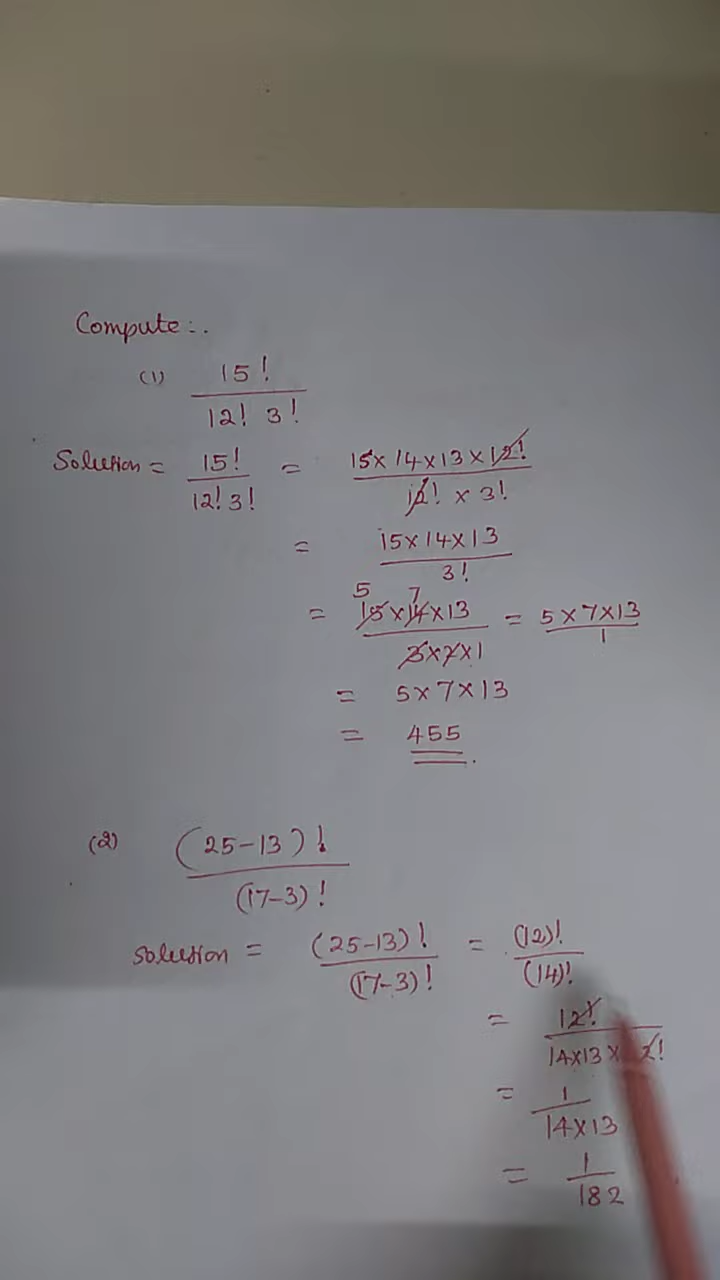 Compute:.
(1) 15! / 12! 3!
Solution = 15! / 12! 3! = 15 × 14 × 13 × 12! / 12! × 3!
= 15 × 14 × 13 / 3!
5 7
= 15 × 14 × 13 / 3 × 2 × 1 = 5 × 7 × 13 / 1
= 5 × 7 × 13
= 455.
(2) (25-13)! / (17-3)!
Solution = (25-13)! / (17-3)! = (12)! / (14)!
= 12! / 14 × 13 × 12!
= 1 / 14 × 13
= 1 / 182